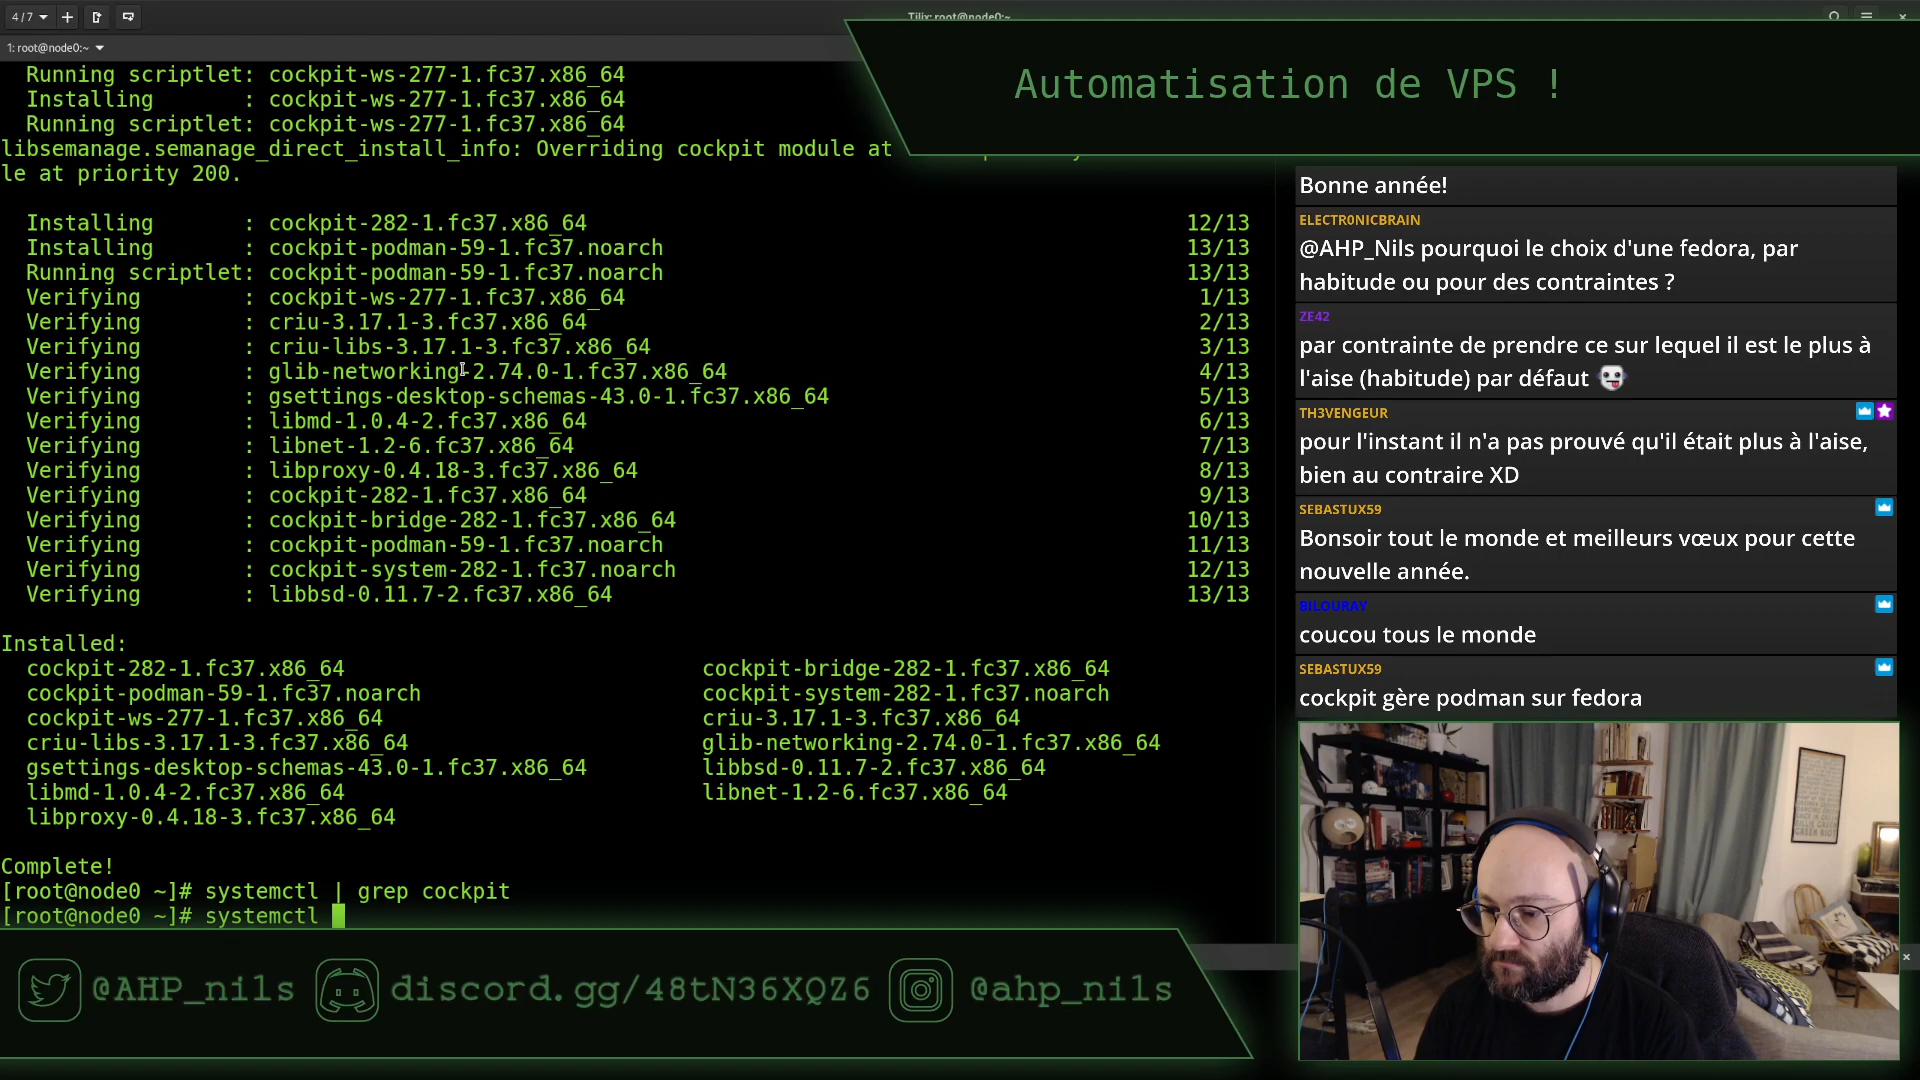 4/7
Tilix: root@node0:~
1: root@node0:~
Automatisation de VPS !
Running scriptlet: cockpit-ws-277-1.fc37.x86_64
Installing : cockpit-ws-277-1.fc37.x86_64
Running scriptlet: cockpit-ws-277-1.fc37.x86_64
libsemanage.semanage_direct_install_info: Overriding cockpit module at
le at priority 200.
Installing : cockpit-282-1.fc37.x86_64 12/13
Installing : cockpit-podman-59-1.fc37.noarch 13/13
Running scriptlet: cockpit-podman-59-1.fc37.noarch 13/13
Verifying : cockpit-ws-277-1.fc37.x86_64 1/13
Verifying : criu-3.17.1-3.fc37.x86_64 2/13
Verifying : criu-libs-3.17.1-3.fc37.x86_64 3/13
Verifying : glib-networking-2.74.0-1.fc37.x86_64 4/13
Verifying : gsettings-desktop-schemas-43.0-1.fc37.x86_64 5/13
Verifying : libmd-1.0.4-2.fc37.x86_64 6/13
Verifying : libnet-1.2-6.fc37.x86_64 7/13
Verifying : libproxy-0.4.18-3.fc37.x86_64 8/13
Verifying : cockpit-282-1.fc37.x86_64 9/13
Verifying : cockpit-bridge-282-1.fc37.x86_64 10/13
Verifying : cockpit-podman-59-1.fc37.noarch 11/13
Verifying : cockpit-system-282-1.fc37.noarch 12/13
Verifying : libbsd-0.11.7-2.fc37.x86_64 13/13
Installed:
cockpit-282-1.fc37.x86_64 cockpit-bridge-282-1.fc37.x86_64
cockpit-podman-59-1.fc37.noarch cockpit-system-282-1.fc37.noarch
cockpit-ws-277-1.fc37.x86_64 criu-3.17.1-3.fc37.x86_64
criu-libs-3.17.1-3.fc37.x86_64 glib-networking-2.74.0-1.fc37.x86_64
gsettings-desktop-schemas-43.0-1.fc37.x86_64 libbsd-0.11.7-2.fc37.x86_64
libmd-1.0.4-2.fc37.x86_64 libnet-1.2-6.fc37.x86_64
libproxy-0.4.18-3.fc37.x86_64
Complete!
[root@node0 ~]# systemctl | grep cockpit
[root@node0 ~]# systemctl
Bonne année!
ELECTR0NICBRAIN
@AHP_Nils pourquoi le choix d'une fedora, par
habitude ou pour des contraintes ?
ZE42
par contrainte de prendre ce sur lequel il est le plus à
l'aise (habitude) par défaut 👻
TH3VENGEUR
pour l'instant il n'a pas prouvé qu'il était plus à l'aise,
bien au contraire XD
SEBASTUX59
Bonsoir tout le monde et meilleurs vœux pour cette
nouvelle année.
BILOURAY
coucou tous le monde
SEBASTUX59
cockpit gère podman sur fedora
@AHP_nils discord.gg/48tN36XQZ6 @ahp_nils